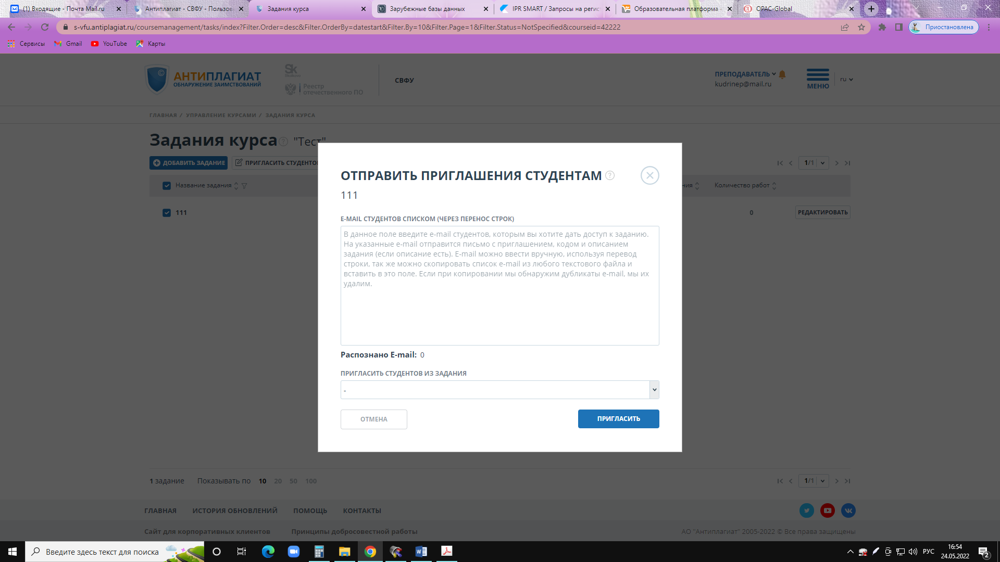 (1) Входящие - Почта Mail.ru
Антиплагиат - СВФУ - Пользов
Задания курса
Зарубежные базы данных
IPR SMART / Запросы на регист
Образовательная платформа
OPAC-Global
s-vfu.antiplagiat.ru/coursemanagement/tasks/index?Filter.Order=desc&Filter.OrderBy=datestart&Filter.By=10&Filter.Page=1&Filter.Status=NotSpecified&courseid=42222
Приостановлена
Сервисы
Gmail
YouTube
Карты
АНТИПЛАГИАТ
ОБНАРУЖЕНИЕ ЗАИМСТВОВАНИЙ
Sk
Реестр
отечественного ПО
СВФУ
ПРЕПОДАВАТЕЛЬ
kudrinep@mail.ru
МЕНЮ
ru
ГЛАВНАЯ / УПРАВЛЕНИЕ КУРСАМИ / ЗАДАНИЯ КУРСА
Задания курса ? "Тест"
ДОБАВИТЬ ЗАДАНИЕ
ПРИГЛАСИТЬ СТУДЕНТО
1/1
Название задания
ния
Количество работ
111
0
РЕДАКТИРОВАТЬ
ОТПРАВИТЬ ПРИГЛАШЕНИЯ СТУДЕНТАМ ?
111
E-MAIL СТУДЕНТОВ СПИСКОМ (ЧЕРЕЗ ПЕРЕНОС СТРОК)
В данное поле введите e-mail студентов, которым вы хотите дать доступ к заданию.
На указанные e-mail отправится письмо с приглашением, кодом и описанием
задания (если описание есть). E-mail можно ввести вручную, используя перевод
строки, так же можно скопировать список e-mail из любого текстового файла и
вставить в это поле. Если при копировании мы обнаружим дубликаты e-mail, мы их
удалим.
Распознано E-mail: 0
ПРИГЛАСИТЬ СТУДЕНТОВ ИЗ ЗАДАНИЯ
-
ОТМЕНА
ПРИГЛАСИТЬ
1 задание
Показывать по 10 20 50 100
1/1
ГЛАВНАЯ
ИСТОРИЯ ОБНОВЛЕНИЙ
ПОМОЩЬ
КОНТАКТЫ
Сайт для корпоративных клиентов
Принципы добросовестной работы
АО "Антиплагиат" 2005-2022 © Все права защищены
Введите здесь текст для поиска
РУС
16:54
24.05.2022
2